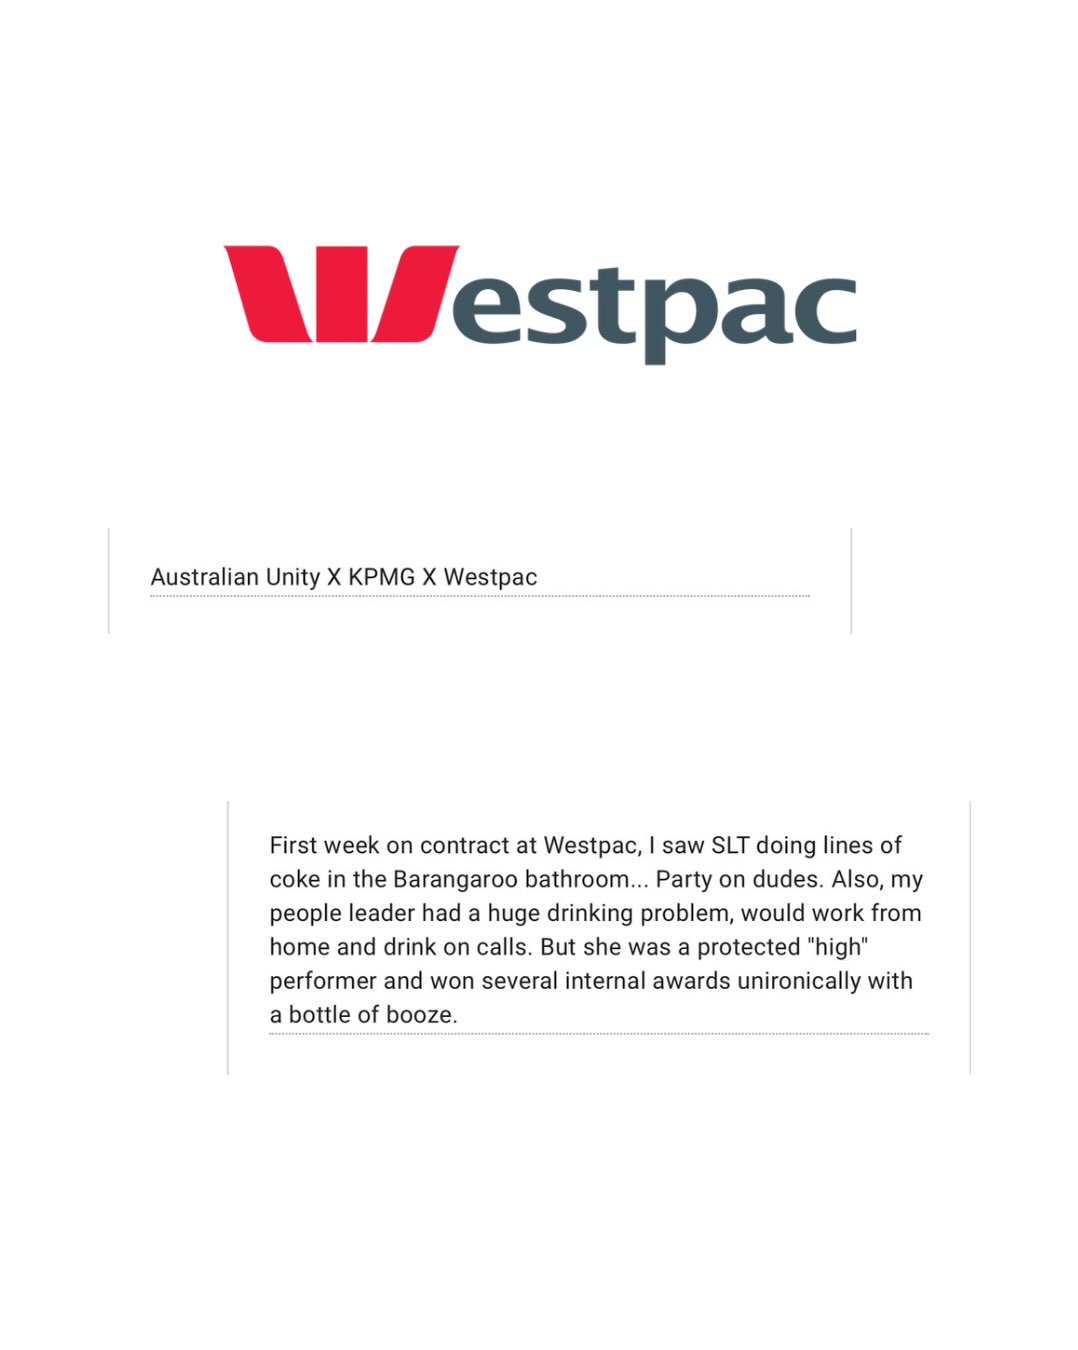 Westpac
Australian Unity X KPMG X Westpac
First week on contract at Westpac, I saw SLT doing lines of
coke in the Barangaroo bathroom... Party on dudes. Also, my
people leader had a huge drinking problem, would work from
home and drink on calls. But she was a protected "high"
performer and won several internal awards unironically with
a bottle of booze.